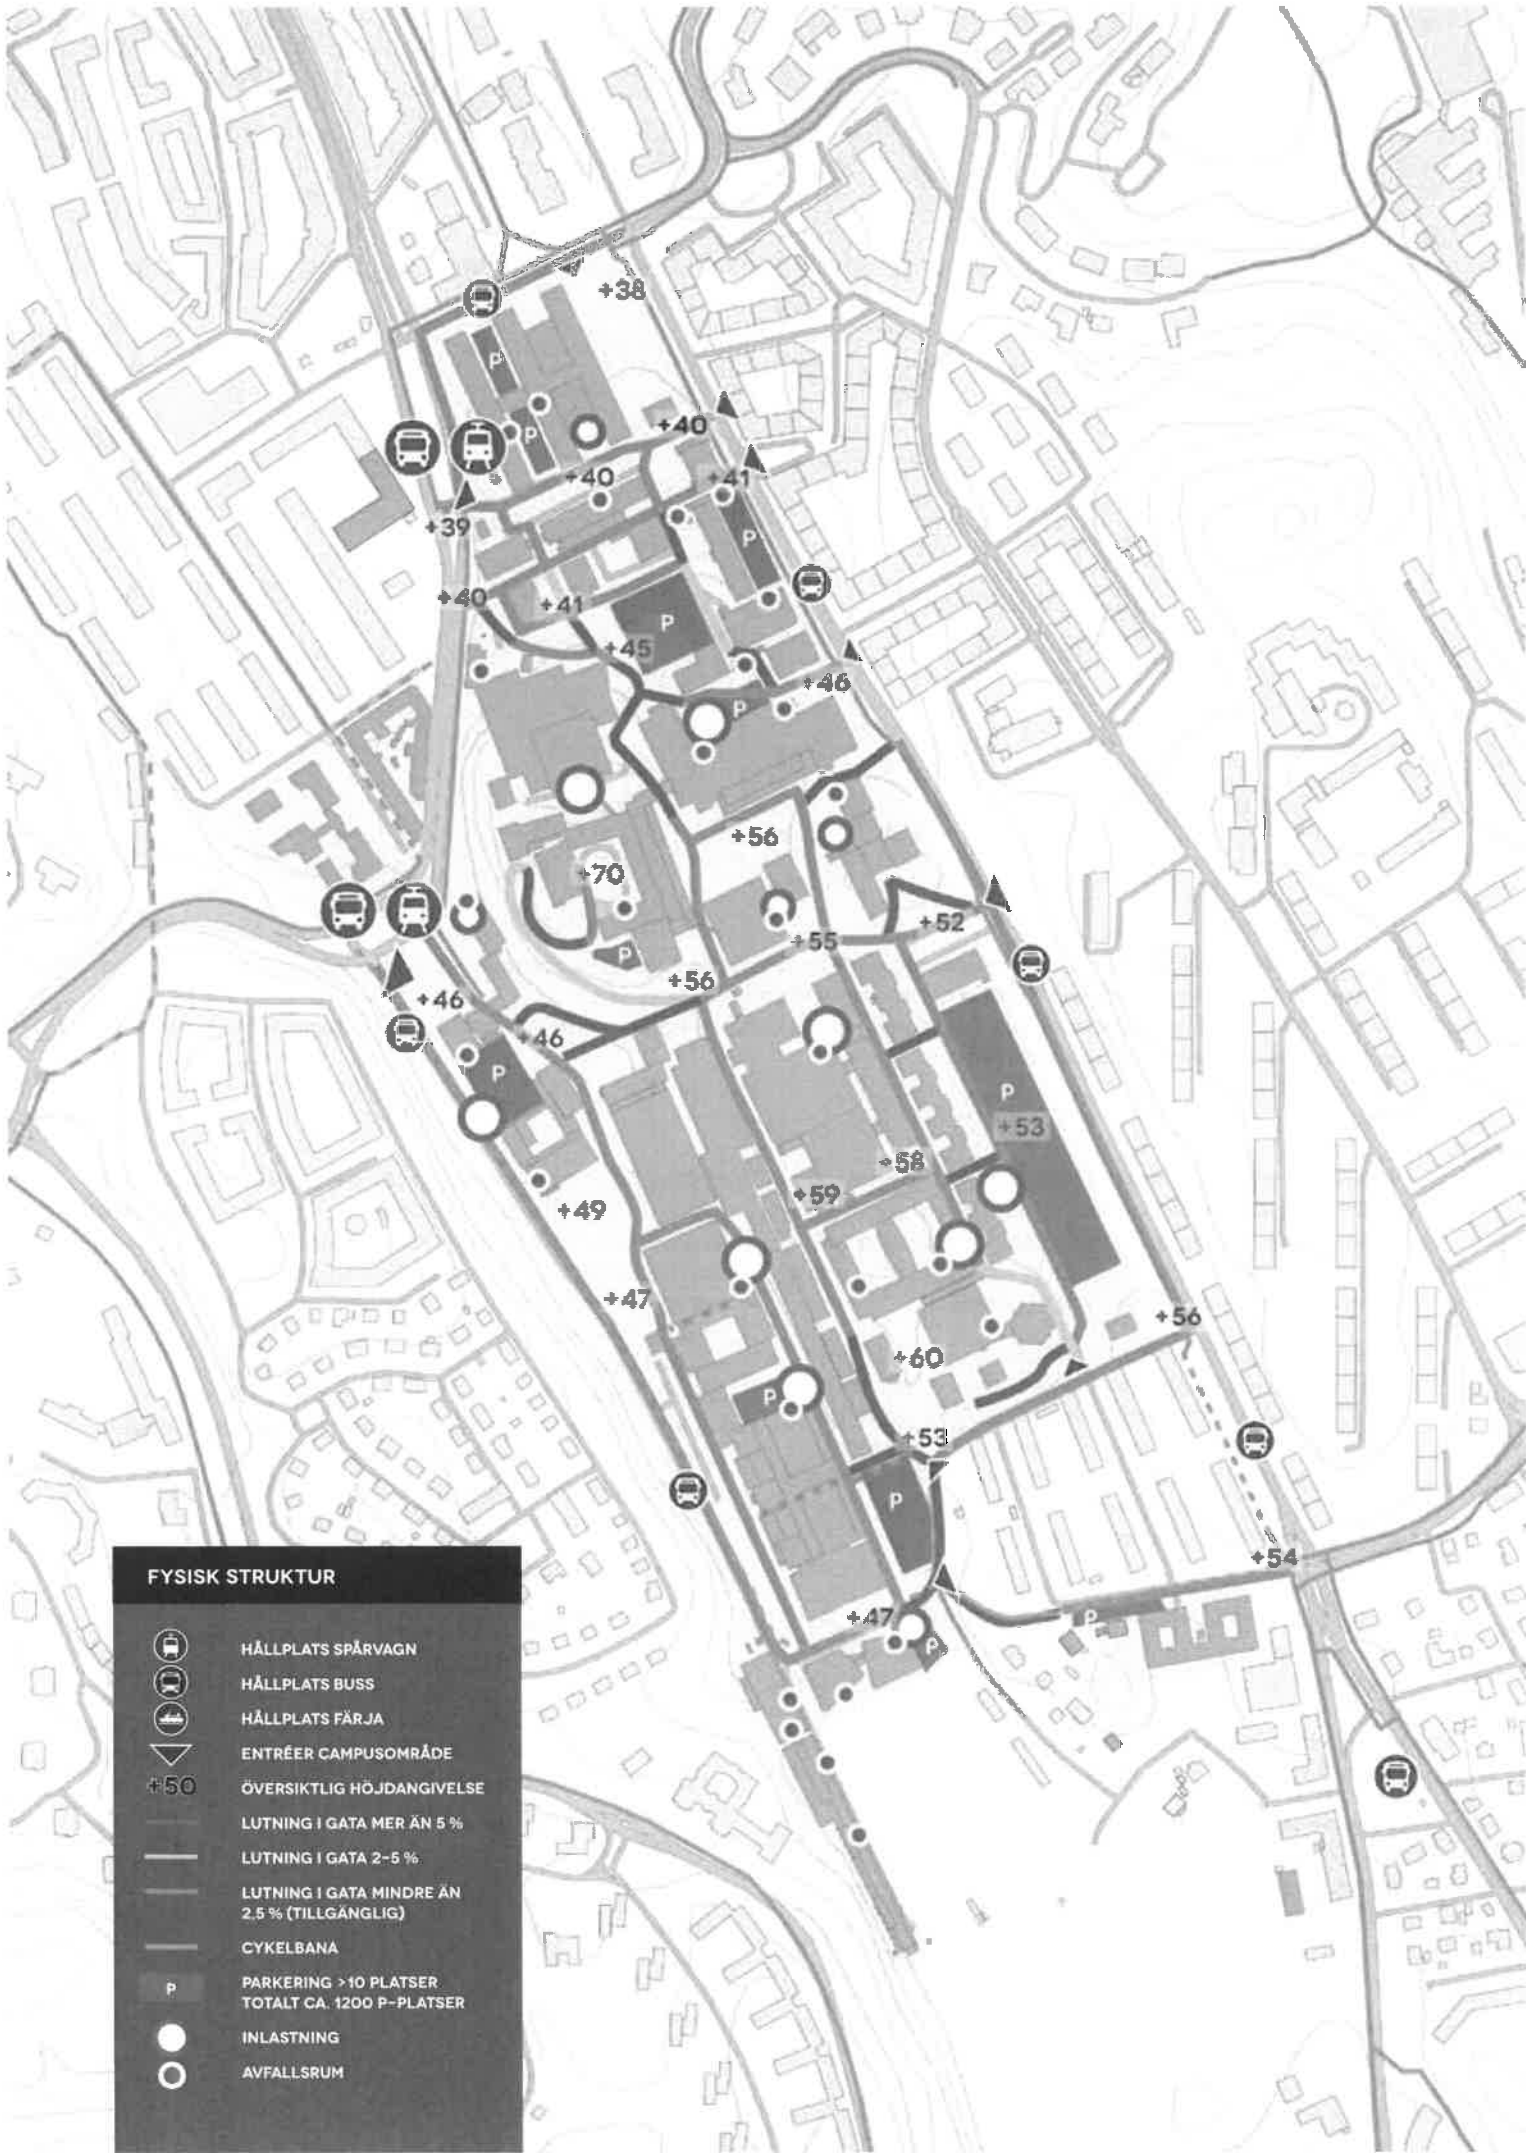 +38
P
P
+40
+40
+41
+39
P
+40
+41
P
+45
+46
P
+56
+70
+52
+55
P
+56
+46
+46
P
P
+53
+58
+59
+49
+47
+56
+60
P
+53
P
+54
+47
P
P
FYSISK STRUKTUR
HÅLLPLATS SPÅRVAGN
HÅLLPLATS BUSS
HÅLLPLATS FÄRJA
ENTRÉER CAMPUSOMRÅDE
+50 ÖVERSIKTLIG HÖJDANGIVELSE
LUTNING I GATA MER ÄN 5 %
LUTNING I GATA 2-5 %
LUTNING I GATA MINDRE ÄN
2,5 % (TILLGÄNGLIG)
CYKELBANA
P PARKERING >10 PLATSER
TOTALT CA. 1200 P-PLATSER
INLASTNING
AVFALLSRUM